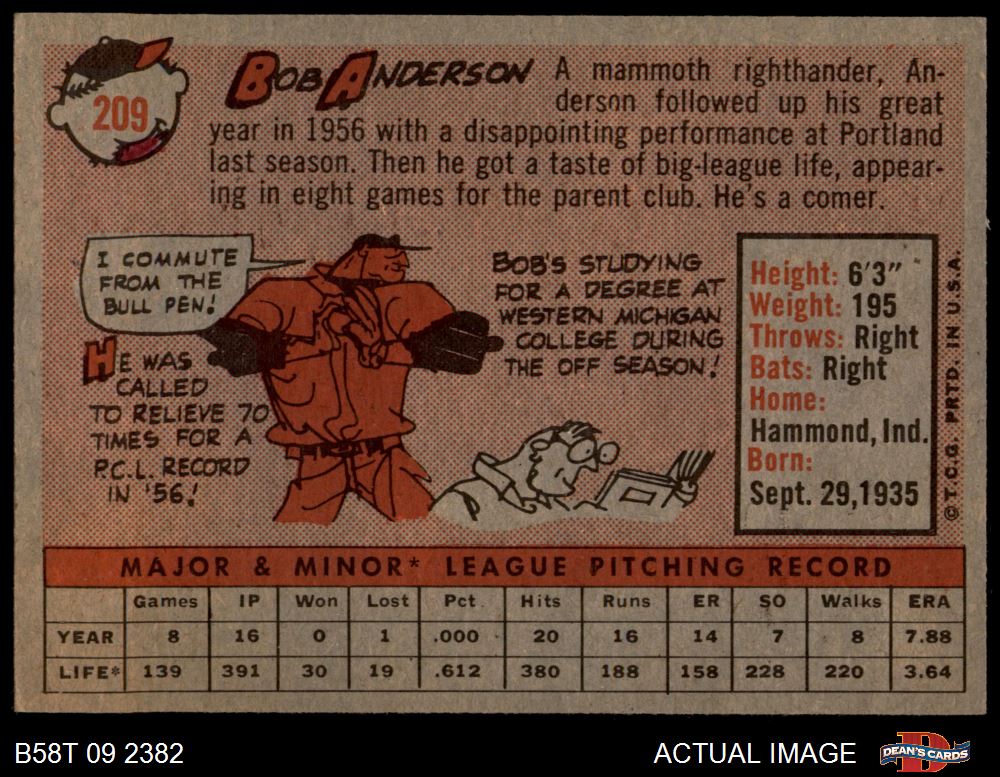 209
BOB ANDERSON
A mammoth righthander, An-
derson followed up his great
year in 1956 with a disappointing performance at Portland
last season. Then he got a taste of big-league life, appear-
ing in eight games for the parent club. He's a comer.
I COMMUTE
FROM THE
BULL PEN!
HE WAS
CALLED
TO RELIEVE 70
TIMES FOR A
P.C.L. RECORD
IN '56!
BOB'S STUDYING
FOR A DEGREE AT
WESTERN MICHIGAN
COLLEGE DURING
THE OFF SEASON!
Height: 6'3"
Weight: 195
Throws: Right
Bats: Right
Home:
Hammond, Ind.
Born:
Sept. 29, 1935
© T.C.G. PRTD. IN U.S.A.
MAJOR & MINOR* LEAGUE PITCHING RECORD
Games IP Won Lost Pct. Hits Runs ER SO Walks ERA
YEAR 8 16 0 1 .000 20 16 14 7 8 7.88
LIFE* 139 391 30 19 .612 380 188 158 228 220 3.64
B58T 09 2382
ACTUAL IMAGE
DEAN'S CARDS